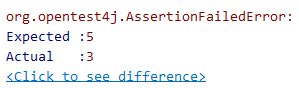 org.opentest4j.AssertionFailedError:
Expected :5
Actual   :3
<Click to see difference>